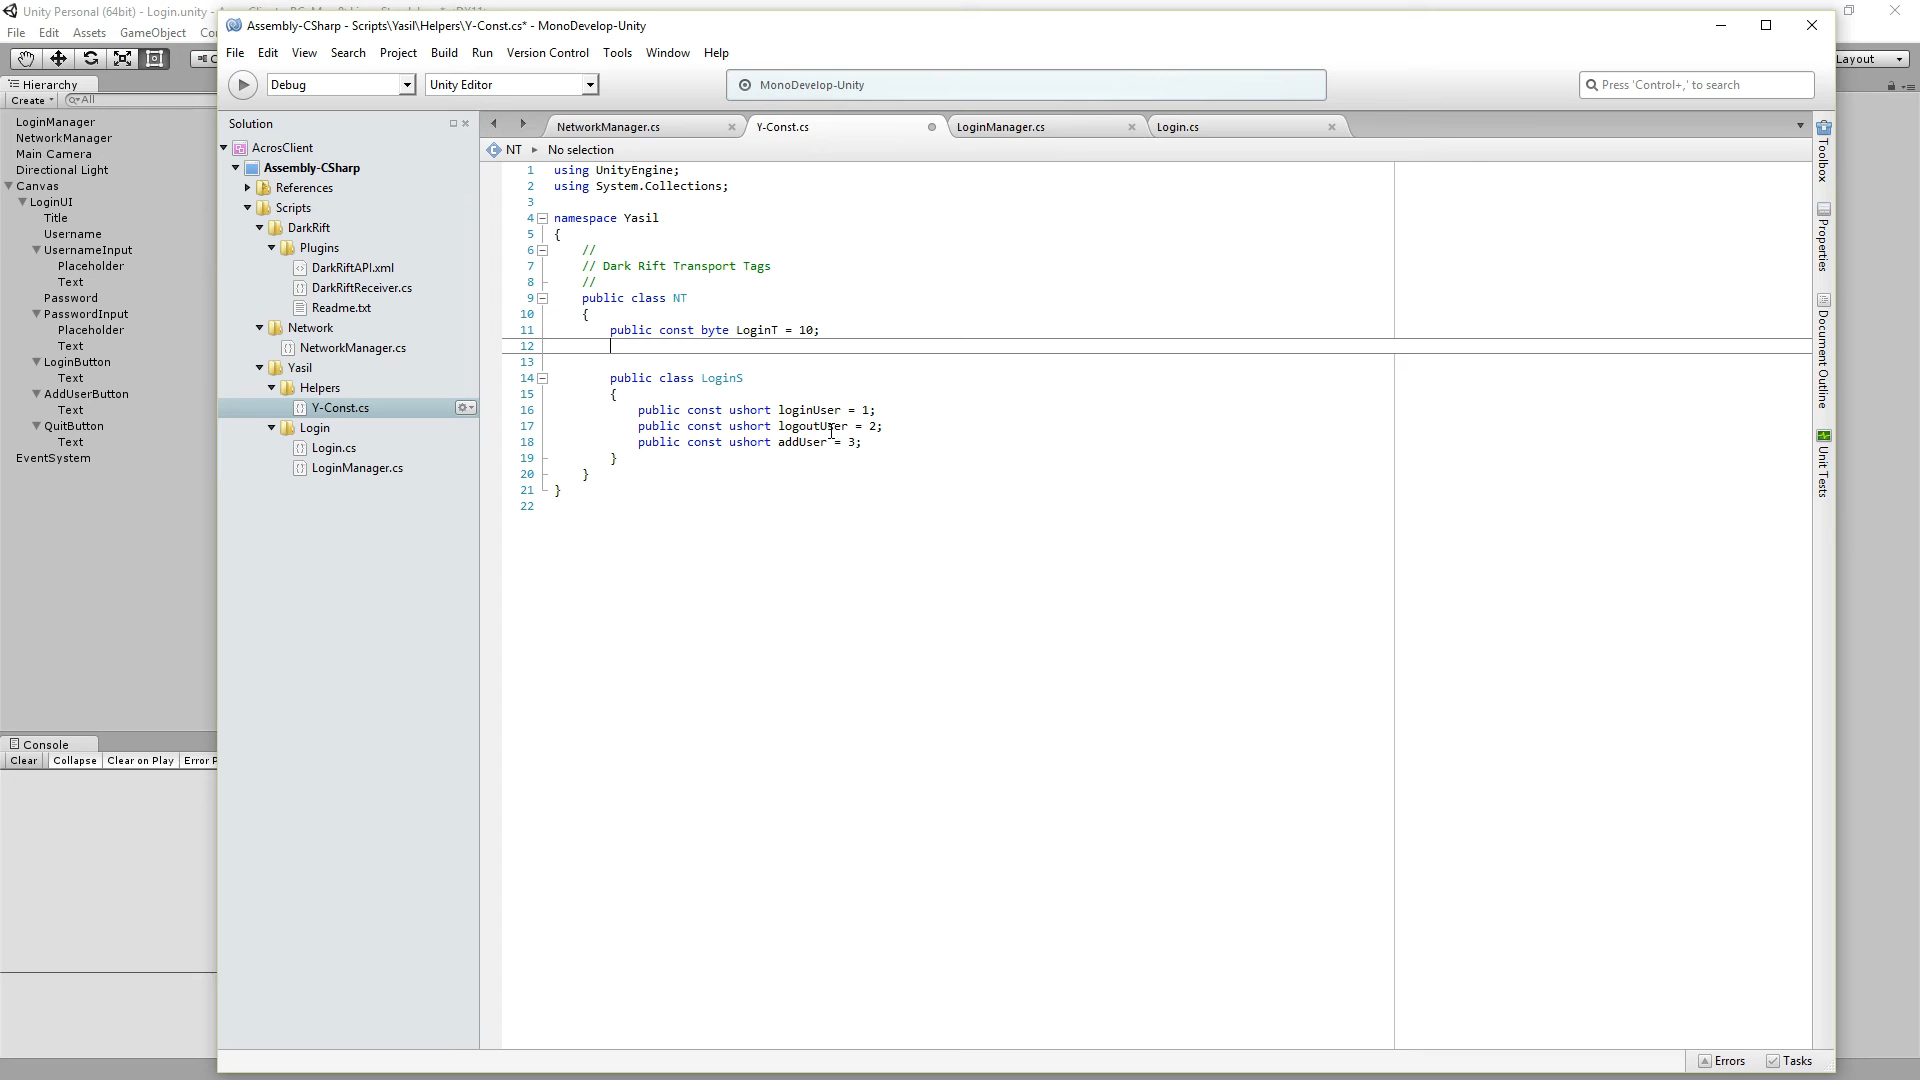 Unity Personal (64bit) - Login.unity -
File Edit Assets GameObject
Layout
Hierarchy
Create All
LoginManager
NetworkManager
Main Camera
Directional Light
Canvas
LoginUI
Title
Username
UsernameInput
Placeholder
Text
Password
PasswordInput
Placeholder
Text
LoginButton
Text
AddUserButton
Text
QuitButton
Text
EventSystem
Console
Clear Collapse Clear on Play Error P
Assembly-CSharp - Scripts\Yasil\Helpers\Y-Const.cs* - MonoDevelop-Unity
File Edit View Search Project Build Run Version Control Tools Window Help
Debug Unity Editor MonoDevelop-Unity Press 'Control+,' to search
Solution
AcrosClient
Assembly-CSharp
References
Scripts
DarkRift
Plugins
DarkRiftAPI.xml
DarkRiftReceiver.cs
Readme.txt
Network
NetworkManager.cs
Yasil
Helpers
Y-Const.cs
Login
Login.cs
LoginManager.cs
NetworkManager.cs Y-Const.cs LoginManager.cs Login.cs
NT No selection
1 using UnityEngine;
2 using System.Collections;
3
4 namespace Yasil
5 {
6 //
7 // Dark Rift Transport Tags
8 //
9 public class NT
10 {
11 public const byte LoginT = 10;
12
13
14 public class LoginS
15 {
16 public const ushort loginUser = 1;
17 public const ushort logoutUser = 2;
18 public const ushort addUser = 3;
19 }
20 }
21 }
22
Toolbox
Properties
Document Outline
Unit Tests
Errors Tasks